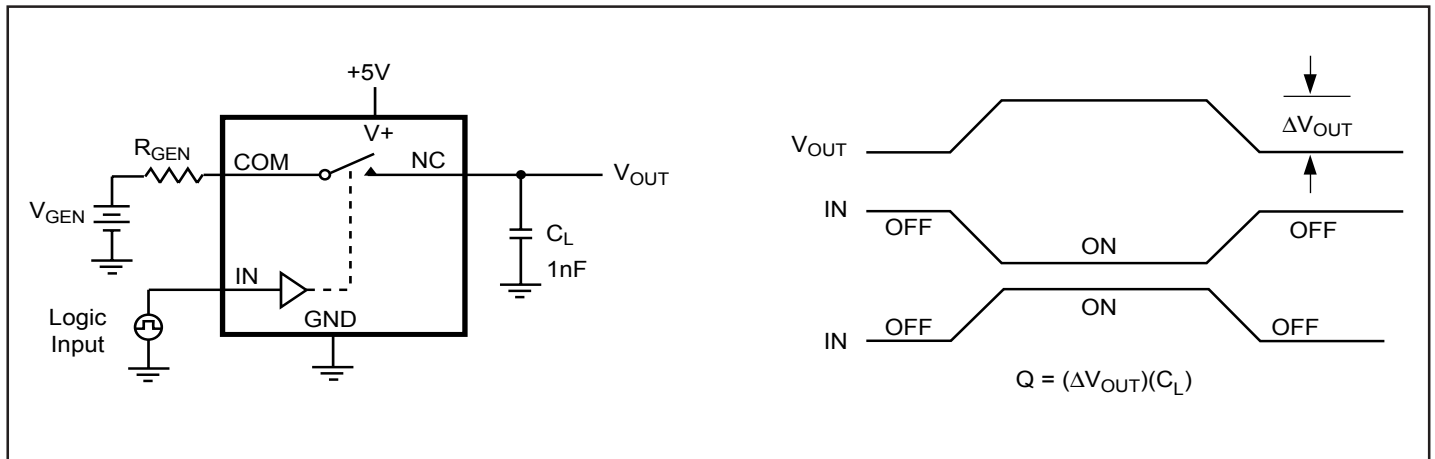 +5V
V+
RGEN
COM
NC
VOUT
VGEN
CL
1nF
IN
GND
Logic
Input
VOUT
ΔVOUT
IN
OFF
ON
OFF
IN
OFF
ON
OFF
Q = (ΔVOUT)(CL)